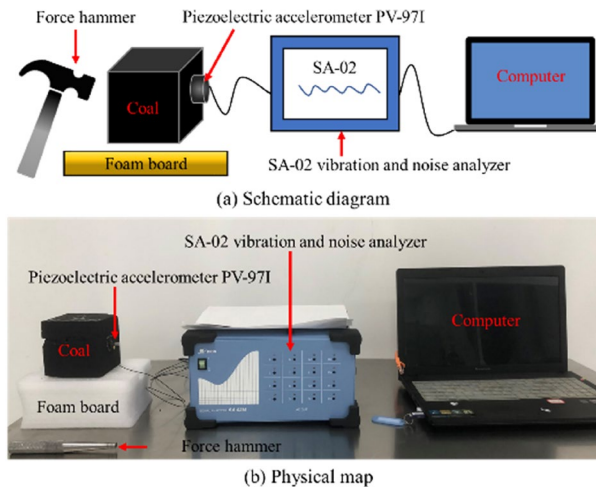 Force hammer
Piezoelectric accelerometer PV-97I
SA-02
Coal
Computer
Foam board
SA-02 vibration and noise analyzer
(a) Schematic diagram
SA-02 vibration and noise analyzer
Piezoelectric accelerometer PV-97I
Computer
Coal
Foam board
Force hammer
(b) Physical map